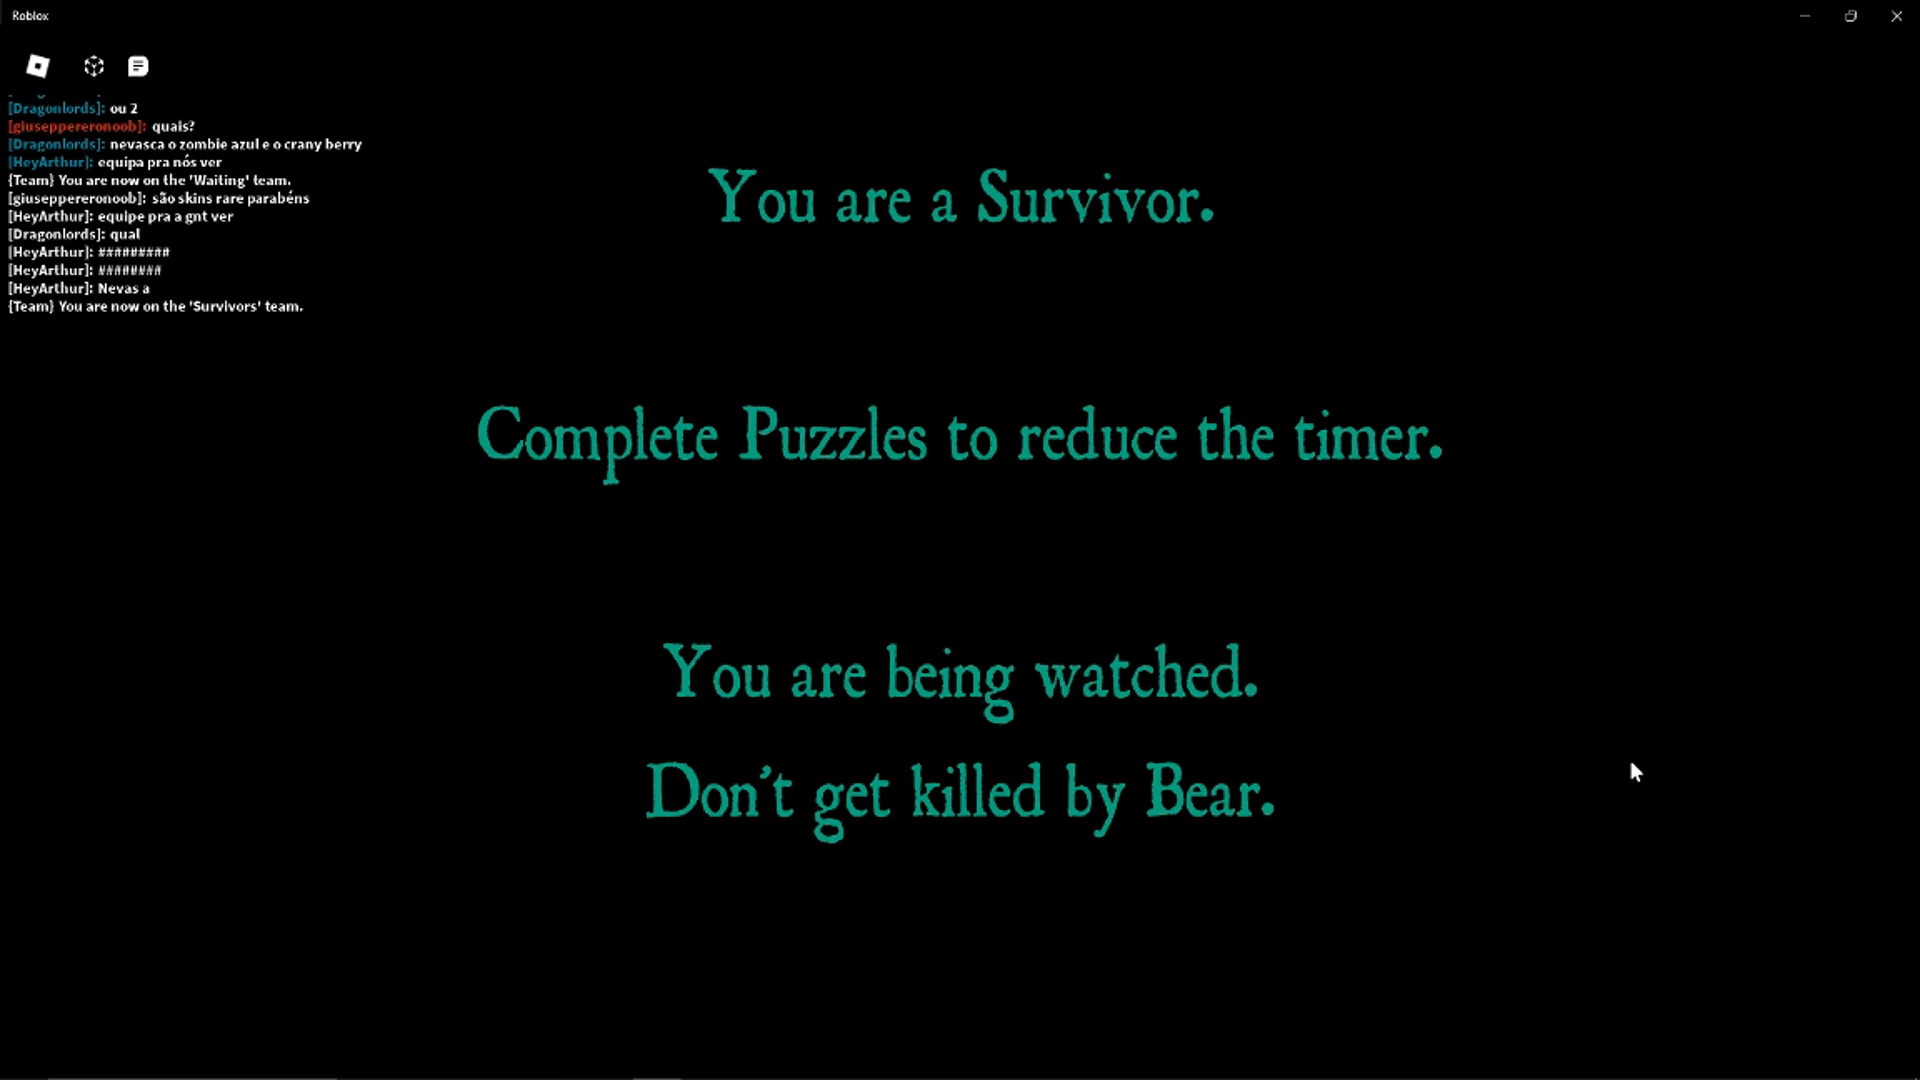 Roblox
[Dragonlords]: ou 2
[giuseppereronoob]: quais?
[Dragonlords]: nevasca o zombie azul e o crany berry
[HeyArthur]: equipa pra nós ver
{Team} You are now on the 'Waiting' team.
[giuseppereronoob]: são skins rare parabéns
[HeyArthur]: equipe pra a gnt ver
[Dragonlords]: qual
[HeyArthur]: #########
[HeyArthur]: ########
[HeyArthur]: Nevas a
{Team} You are now on the 'Survivors' team.
You are a Survivor.
Complete Puzzles to reduce the timer.
You are being watched.
Don't get killed by Bear.